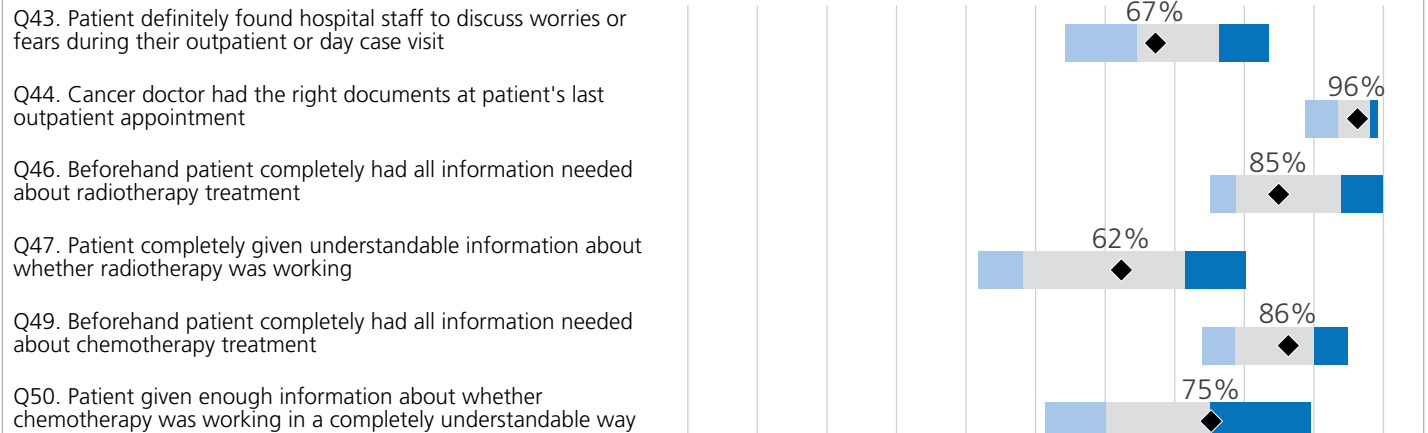 Q43. Patient definitely found hospital staff to discuss worries or
fears during their outpatient or day case visit
67%
Q44. Cancer doctor had the right documents at patient's last
outpatient appointment
96%
Q46. Beforehand patient completely had all information needed
about radiotherapy treatment
85%
Q47. Patient completely given understandable information about
whether radiotherapy was working
62%
Q49. Beforehand patient completely had all information needed
about chemotherapy treatment
86%
Q50. Patient given enough information about whether
chemotherapy was working in a completely understandable way
75%